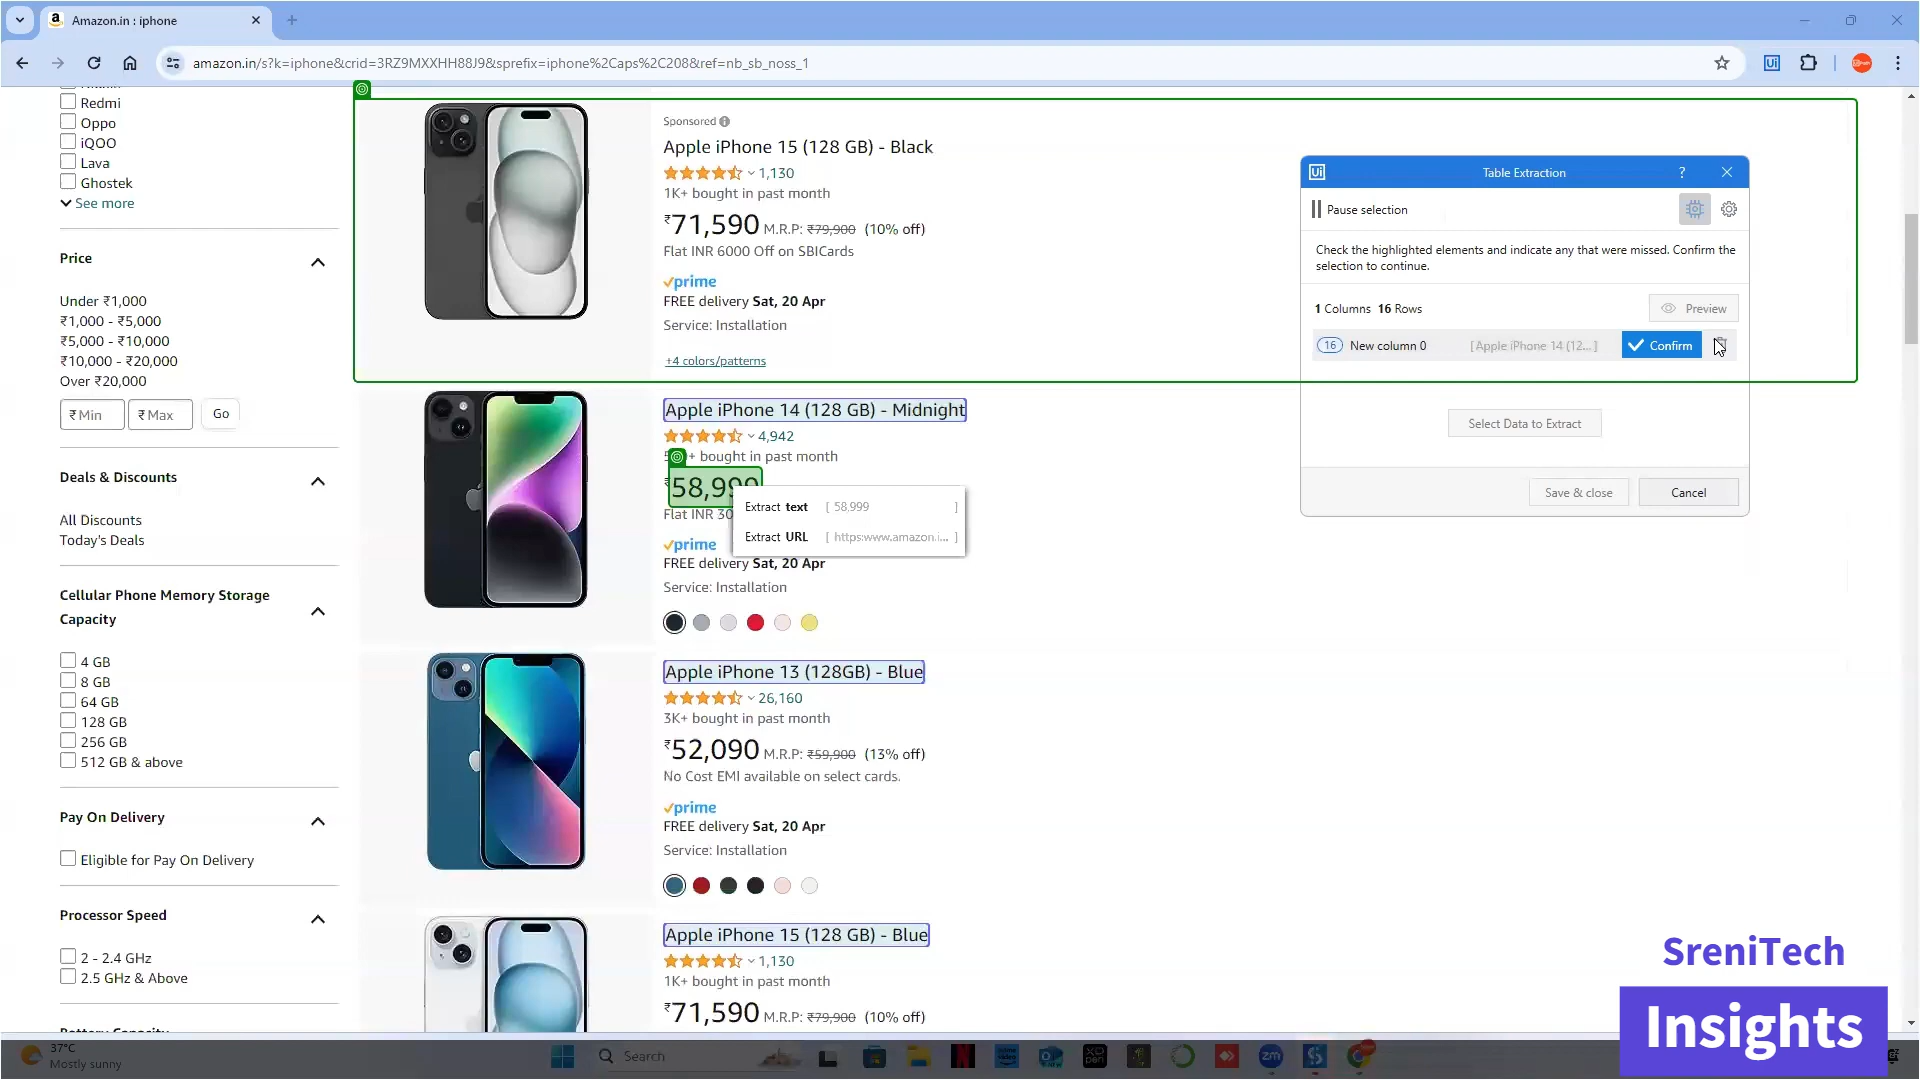 Amazon.in : iphone
amazon.in/s?k=iphone&crid=3RZ9MXXHH88J9&sprefix=iphone%2Caps%2C208&ref=nb_sb_noss_1
Redmi
Oppo
iQOO
Lava
Ghostek
See more
Price
Under ₹1,000
₹1,000 - ₹5,000
₹5,000 - ₹10,000
₹10,000 - ₹20,000
Over ₹20,000
₹ Min ₹ Max Go
Deals & Discounts
All Discounts
Today's Deals
Cellular Phone Memory Storage
Capacity
4 GB
8 GB
64 GB
128 GB
256 GB
512 GB & above
Pay On Delivery
Eligible for Pay On Delivery
Processor Speed
2 - 2.4 GHz
2.5 GHz & Above
Sponsored
Apple iPhone 15 (128 GB) - Black
1,130
1K+ bought in past month
₹71,590 M.R.P: ₹79,900 (10% off)
Flat INR 6000 Off on SBICards
prime
FREE delivery Sat, 20 Apr
Service: Installation
+4 colors/patterns
Apple iPhone 14 (128 GB) - Midnight
4,942
+ bought in past month
58,999
Flat INR 30
Extract text [ 58,999 ]
Extract URL [ https:www.amazon.i... ]
prime
FREE delivery Sat, 20 Apr
Service: Installation
Apple iPhone 13 (128GB) - Blue
26,160
3K+ bought in past month
₹52,090 M.R.P: ₹59,900 (13% off)
No Cost EMI available on select cards.
prime
FREE delivery Sat, 20 Apr
Service: Installation
Apple iPhone 15 (128 GB) - Blue
1,130
1K+ bought in past month
₹71,590 M.R.P: ₹79,900 (10% off)
Ui Table Extraction ?
Pause selection
Check the highlighted elements and indicate any that were missed. Confirm the
selection to continue.
1 Columns 16 Rows Preview
16 New column 0 [Apple iPhone 14 (12...] Confirm
Select Data to Extract
Save & close Cancel
SreniTech
Insights
37°C
Mostly sunny
Search